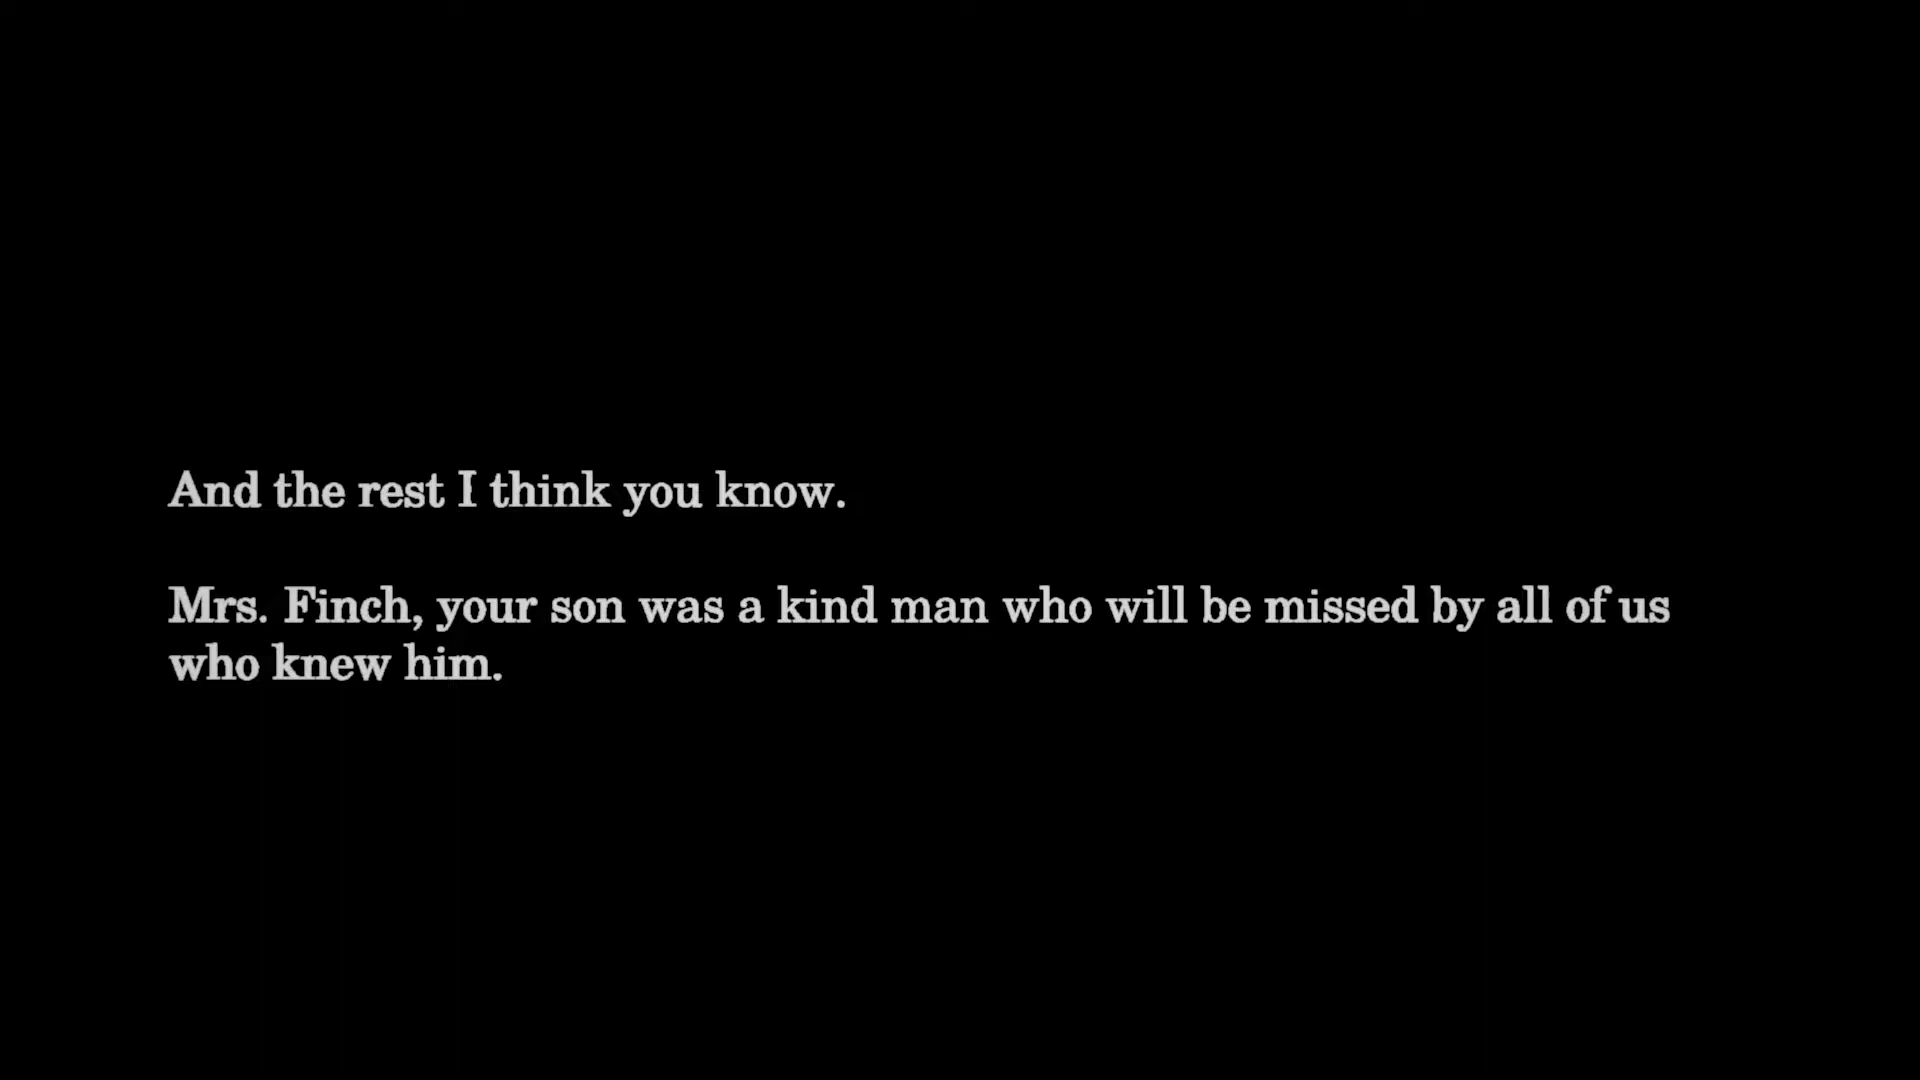 And the rest I think you know.
Mrs. Finch, your son was a kind man who will be missed by all of us
who knew him.